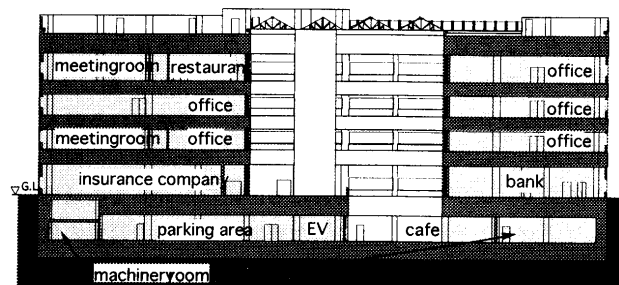 meetingroom restauran office
office office
meetingroom office office
insurance company bank
G.L
parking area EV cafe
machineryroom